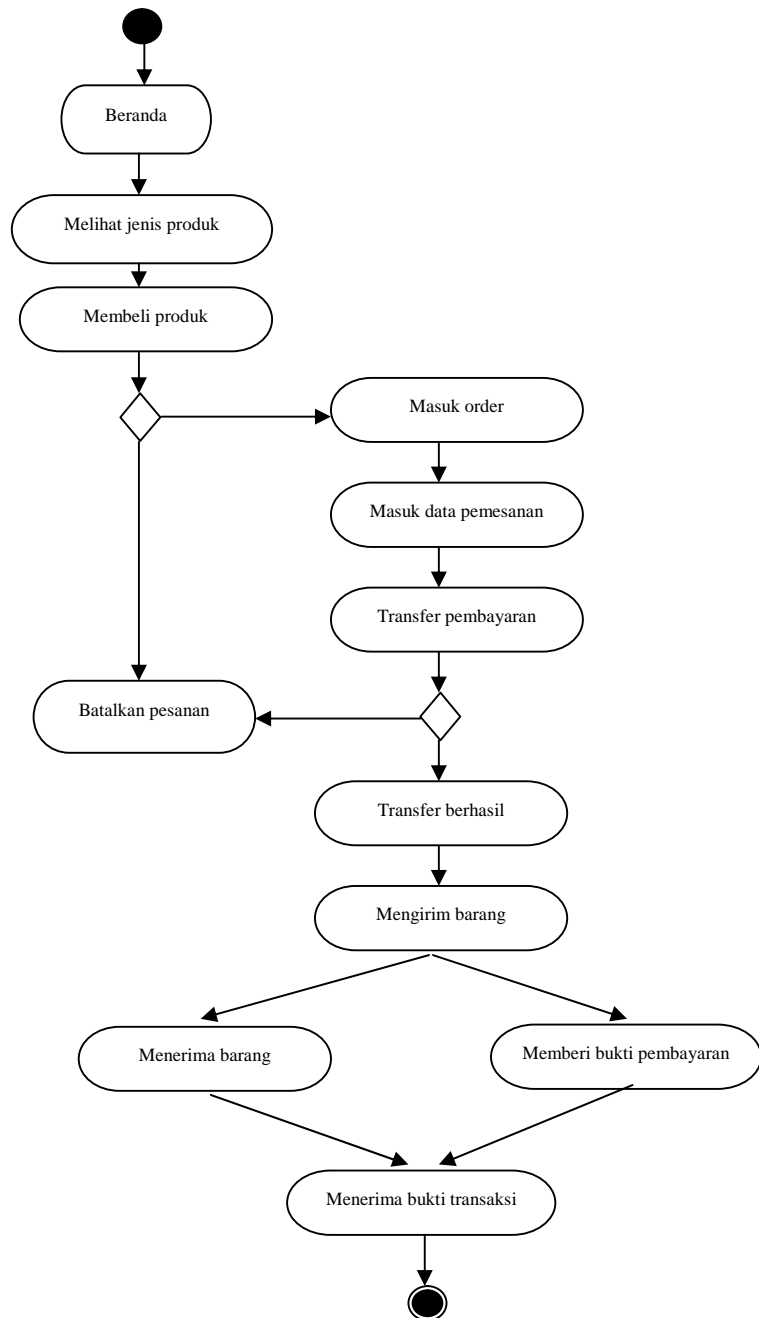 Beranda
Melihat jenis produk
Membeli produk
Masuk order
Masuk data pemesanan
Transfer pembayaran
Batalkan pesanan
Transfer berhasil
Mengirim barang
Menerima barang
Memberi bukti pembayaran
Menerima bukti transaksi